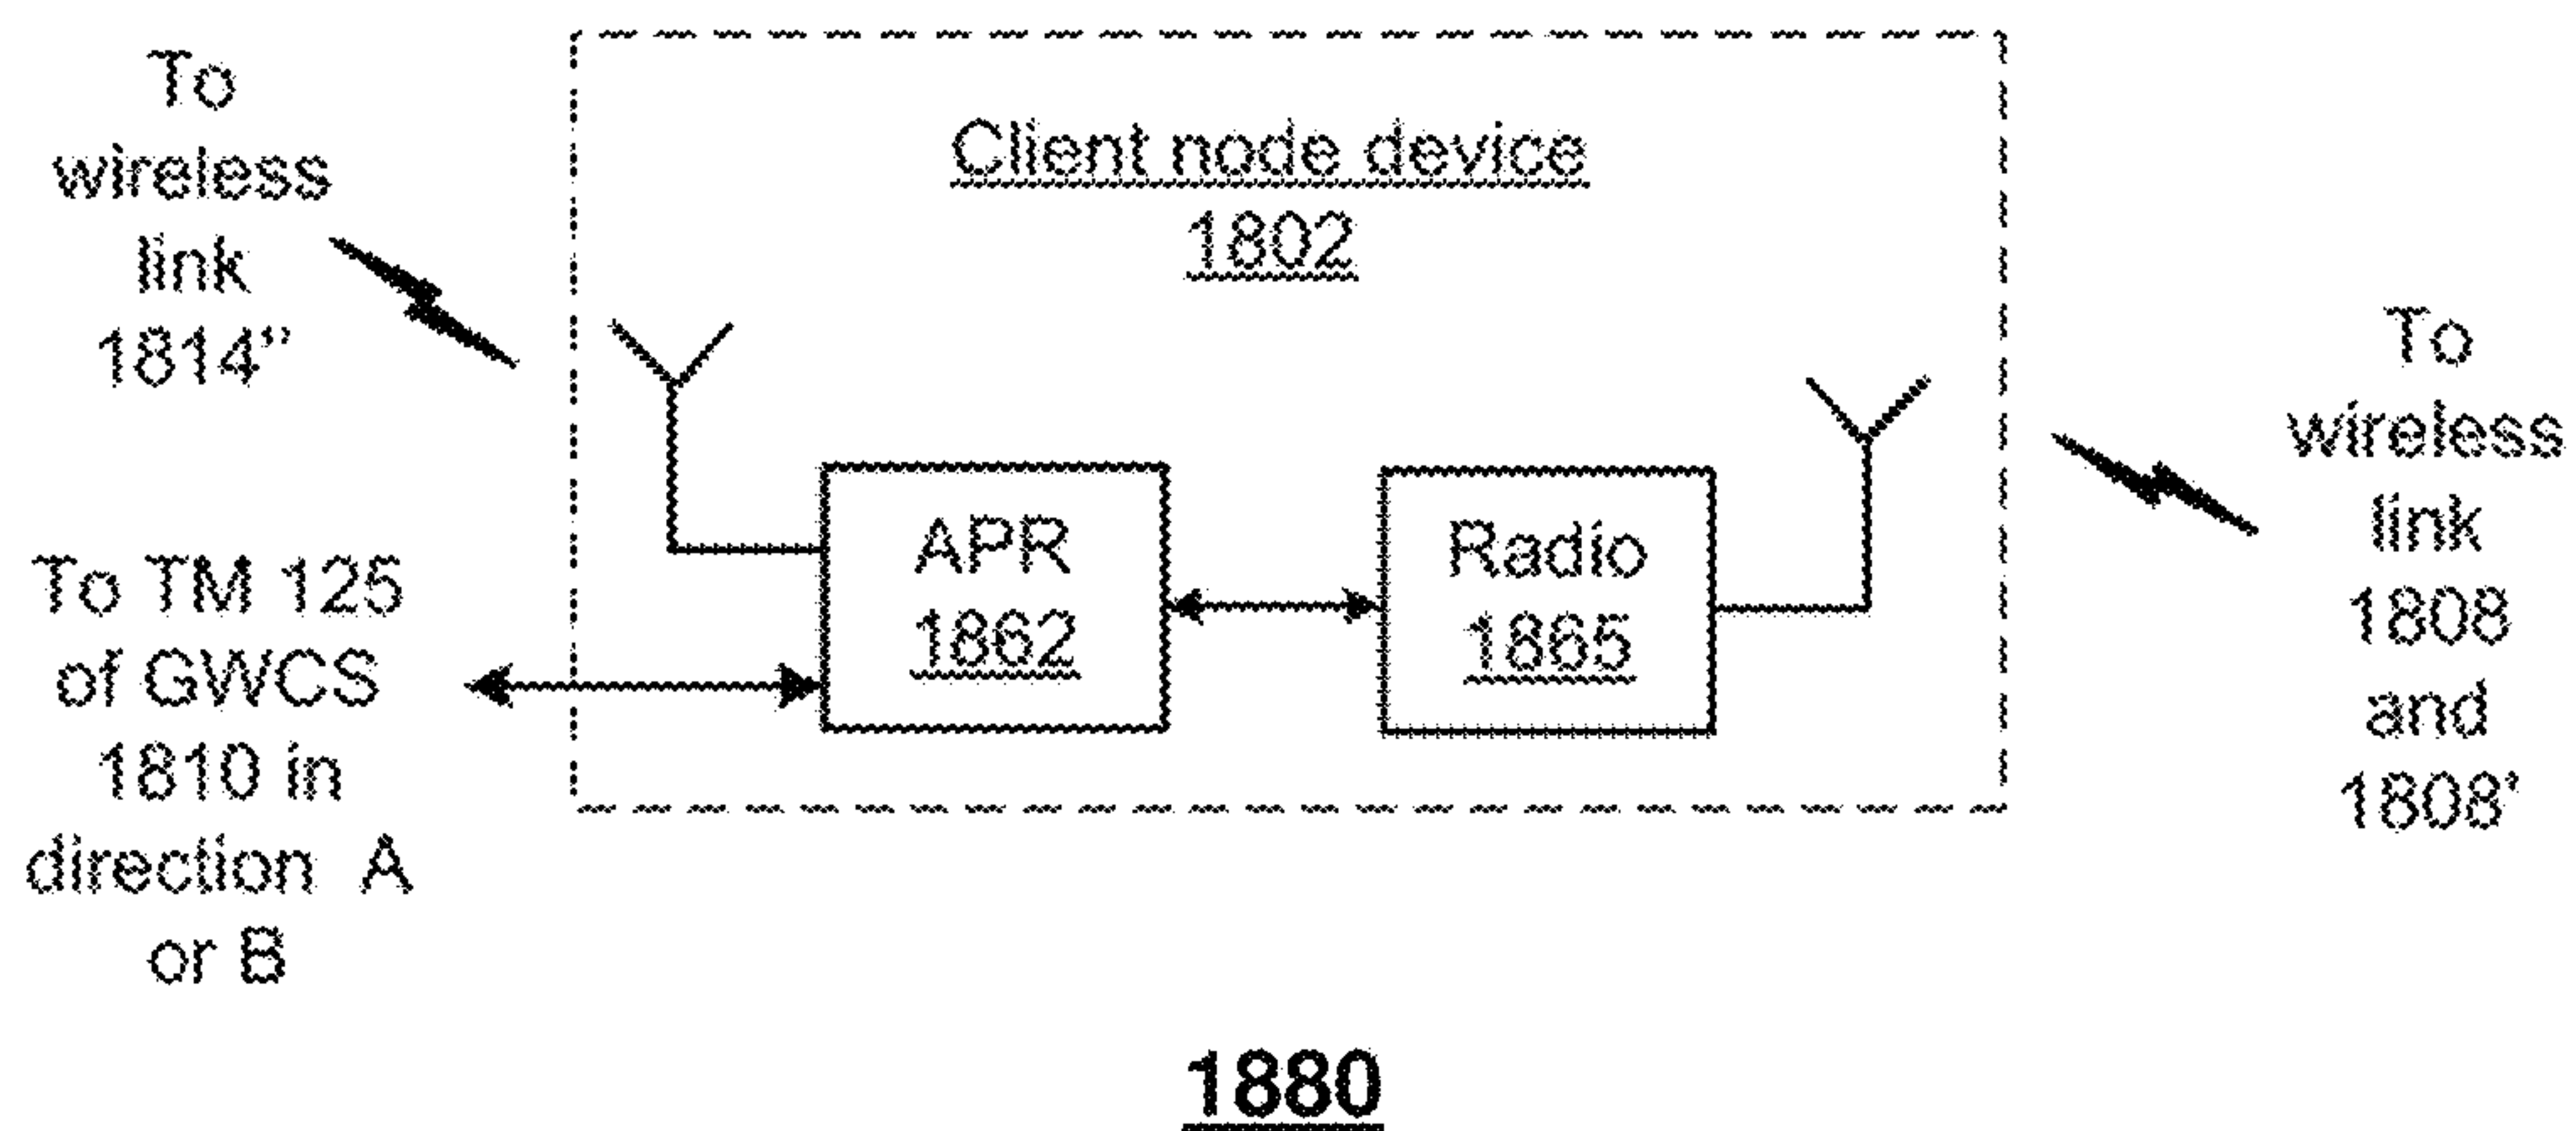 To
wireless
link
1814"
To TM 125
of GWCS
1810 in
direction A
or B
Client node device
1802
APR
1862
Radio
1865
To
wireless
link
1808
and
1808'
1880